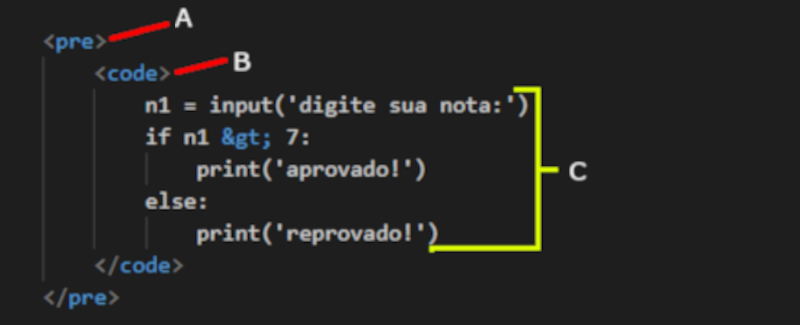 <pre> A
<code> B
n1 = input('digite sua nota:')
if n1 &gt; 7:
print('aprovado!')
C
else:
print('reprovado!')
</code>
</pre>